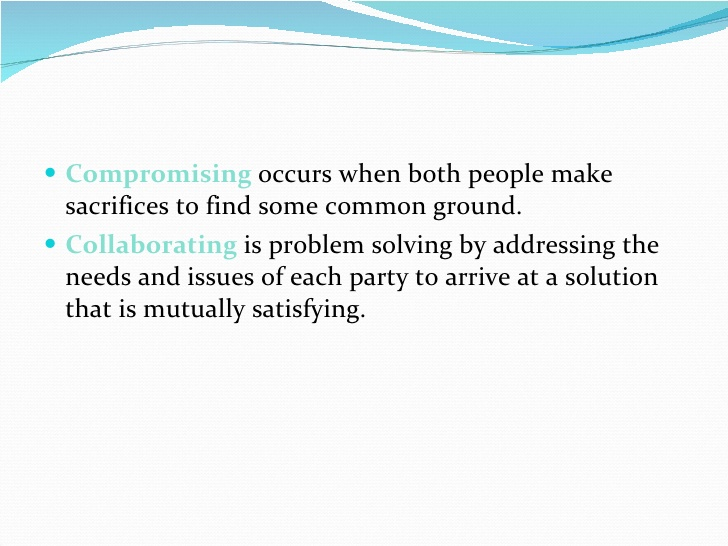 • Compromising occurs when both people make
sacrifices to find some common ground.
• Collaborating is problem solving by addressing the
needs and issues of each party to arrive at a solution
that is mutually satisfying.